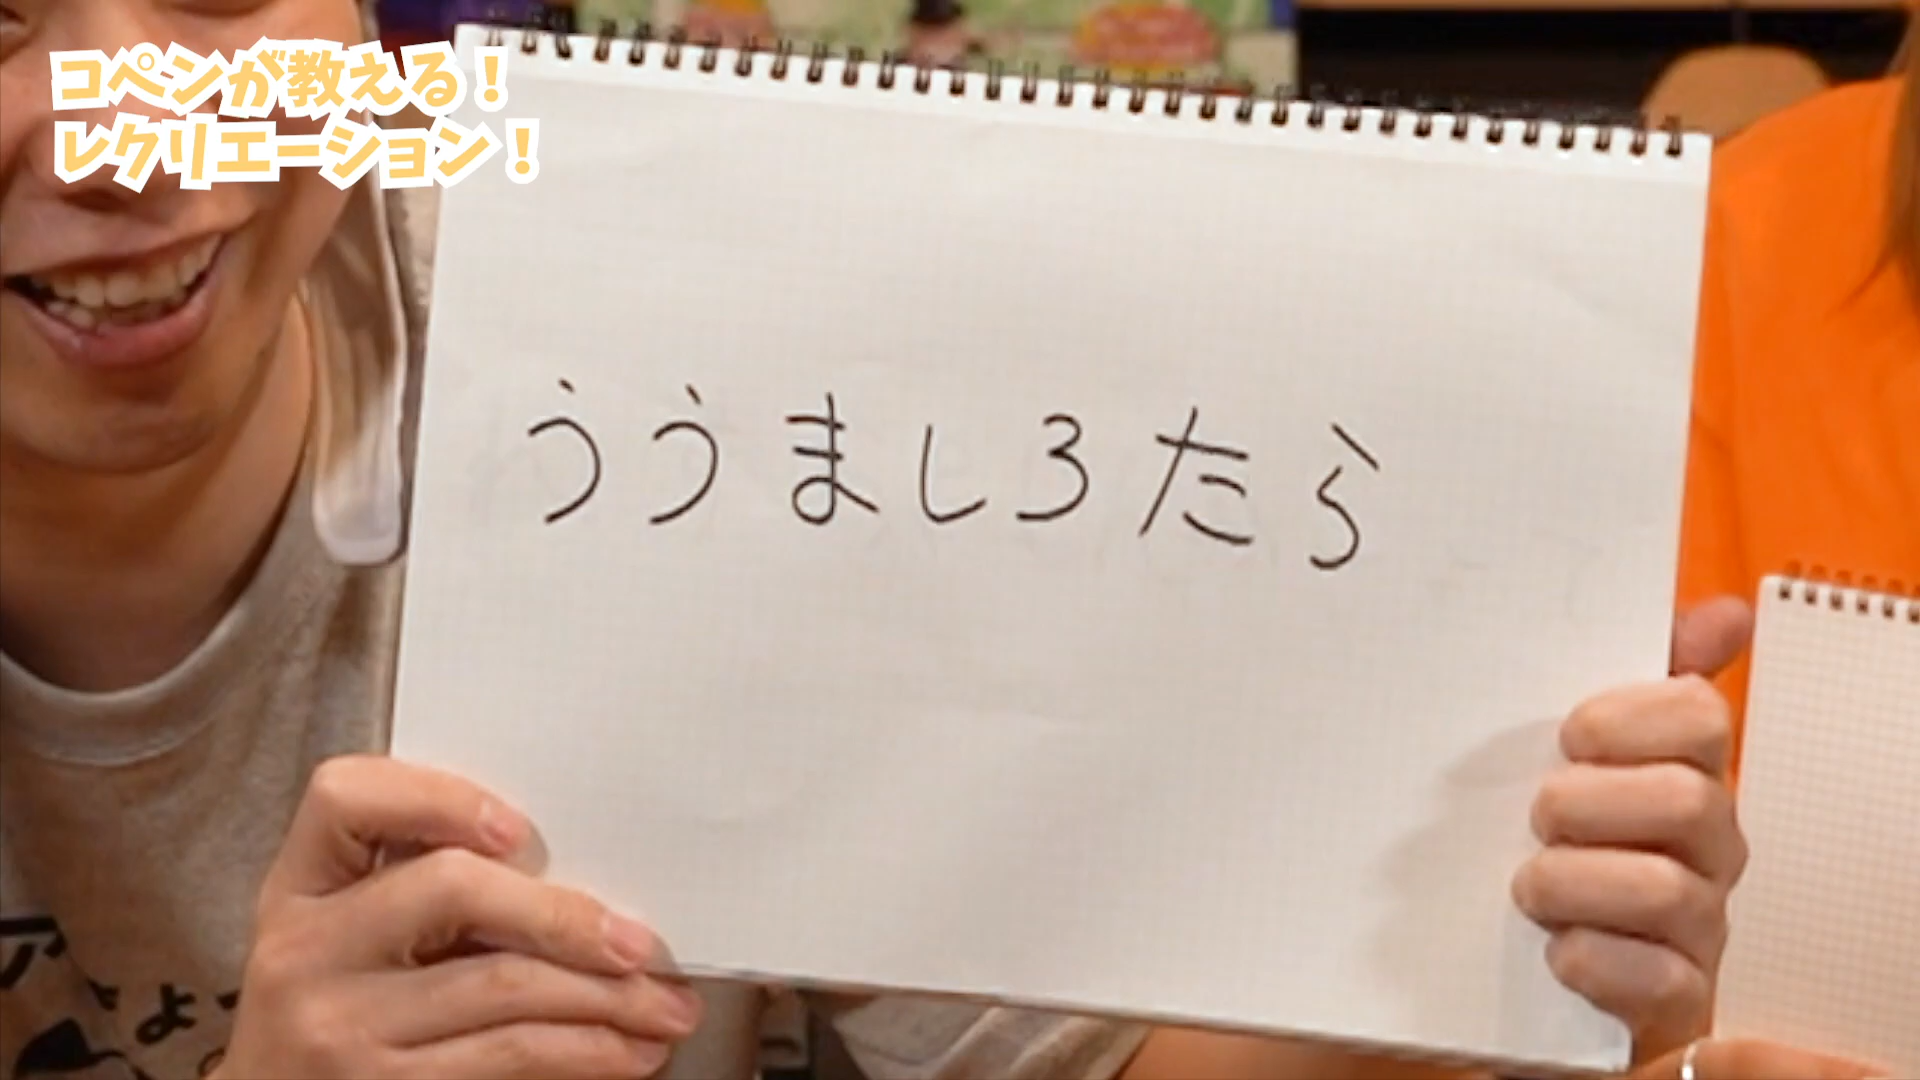 コペンが教える！
レクリエーション！
ううましろたら